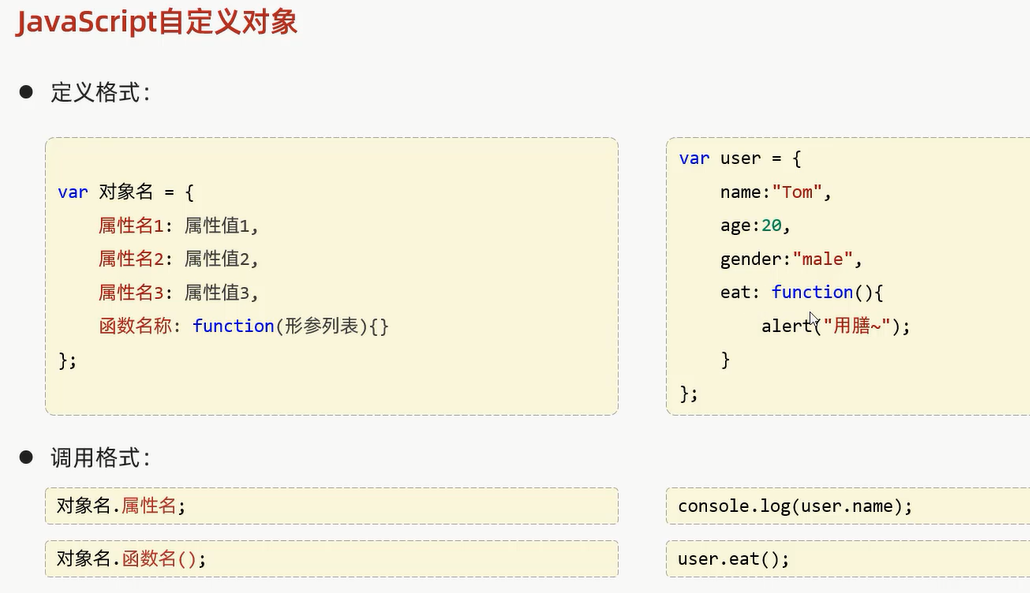 JavaScript自定义对象
● 定义格式：
var 对象名 = {
    属性名1: 属性值1,
    属性名2: 属性值2,
    属性名3: 属性值3,
    函数名称: function(形参列表){}
};
var user = {
    name:"Tom",
    age:20,
    gender:"male",
    eat: function(){
        alert("用膳~");
    }
};
● 调用格式：
对象名.属性名;
console.log(user.name);
对象名.函数名();
user.eat();